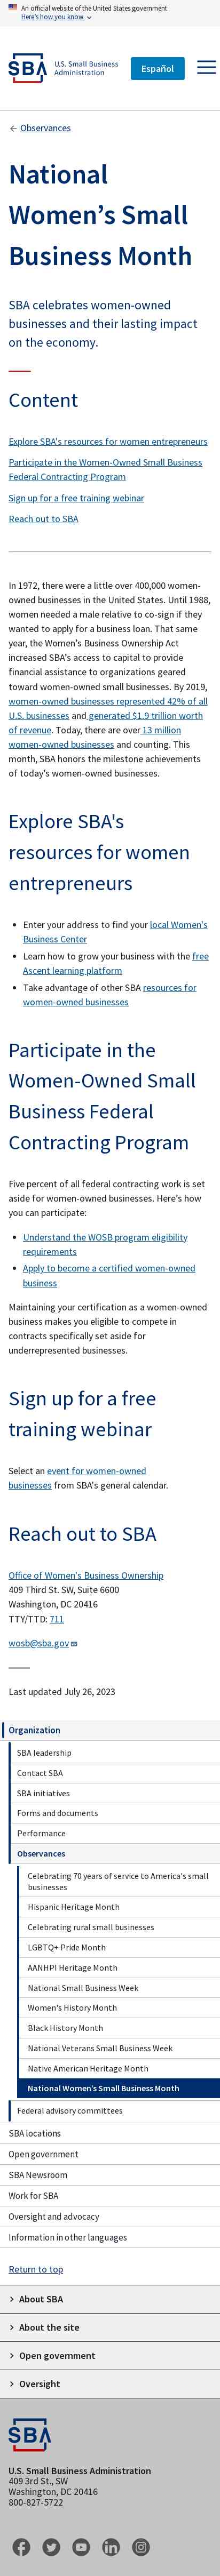 An official website of the United States government
Here's how you know
SBA
U.S. Small Business
Administration
Español
Observances
National
Women's Small
Business Month
SBA celebrates women-owned
businesses and their lasting impact
on the economy.
Content
Explore SBA's resources for women entrepreneurs
Participate in the Women-Owned Small Business
Federal Contracting Program
Sign up for a free training webinar
Reach out to SBA
In 1972, there were a little over 400,000 women-
owned businesses in the United States. Until 1988,
women needed a male relative to co-sign if they
wanted to apply for a business loan. That same
year, the Women's Business Ownership Act
increased SBA's access to capital to provide
financial assistance to organizations geared
toward women-owned small businesses. By 2019,
women-owned businesses represented 42% of all
U.S. businesses and generated $1.9 trillion worth
of revenue. Today, there are over 13 million
women-owned businesses and counting. This
month, SBA honors the milestone achievements
of today's women-owned businesses.
Explore SBA's
resources for women
entrepreneurs
Enter your address to find your local Women's
Business Center
Learn how to grow your business with the free
Ascent learning platform
Take advantage of other SBA resources for
women-owned businesses
Participate in the
Women-Owned Small
Business Federal
Contracting Program
Five percent of all federal contracting work is set
aside for women-owned businesses. Here's how
you can participate:
Understand the WOSB program eligibility
requirements
Apply to become a certified women-owned
business
Maintaining your certification as a women-owned
business makes you eligible to compete in
contracts specifically set aside for
underrepresented businesses.
Sign up for a free
training webinar
Select an event for women-owned
businesses from SBA's general calendar.
Reach out to SBA
Office of Women's Business Ownership
409 Third St. SW, Suite 6600
Washington, DC 20416
TTY/TTD: 711
wosb@sba.gov
Last updated July 26, 2023
Organization
SBA leadership
Contact SBA
SBA initiatives
Forms and documents
Performance
Observances
Celebrating 70 years of service to America's small
businesses
Hispanic Heritage Month
Celebrating rural small businesses
LGBTQ+ Pride Month
AANHPI Heritage Month
National Small Business Week
Women's History Month
Black History Month
National Veterans Small Business Week
Native American Heritage Month
National Women's Small Business Month
Federal advisory committees
SBA locations
Open government
SBA Newsroom
Work for SBA
Oversight and advocacy
Information in other languages
Return to top
About SBA
About the site
Open government
Oversight
SBA
U.S. Small Business Administration
409 3rd St., SW
Washington, DC 20416
800-827-5722